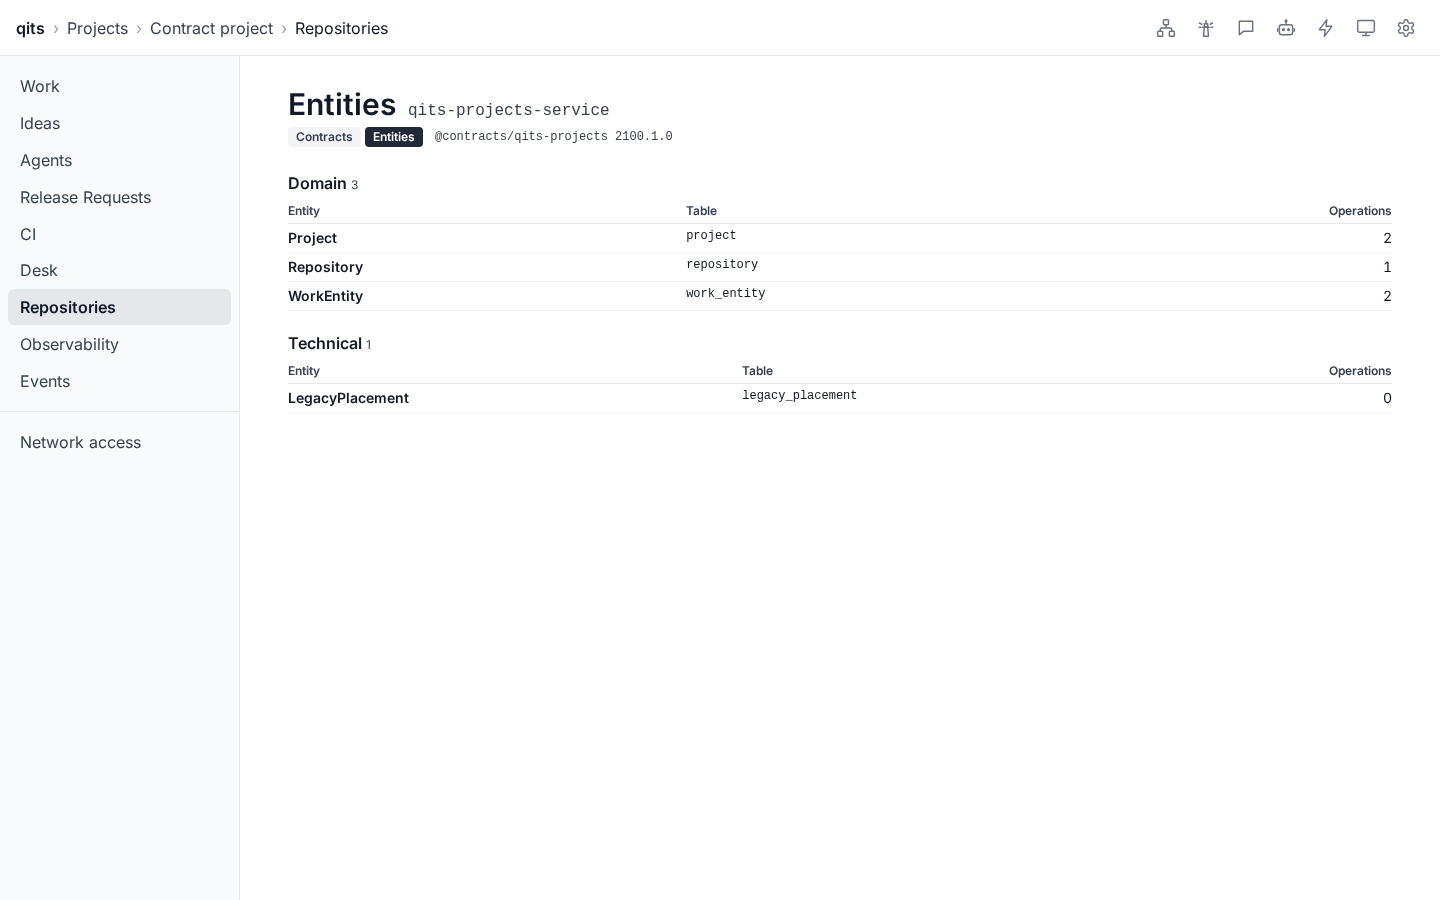 qits › Projects › Contract project › Repositories
Work
Ideas
Agents
Release Requests
CI
Desk
Repositories
Observability
Events
Network access
Entities qits-projects-service
Contracts Entities @contracts/qits-projects 2100.1.0
Domain 3
Entity Table Operations
Project project 2
Repository repository 1
WorkEntity work_entity 2
Technical 1
Entity Table Operations
LegacyPlacement legacy_placement 0